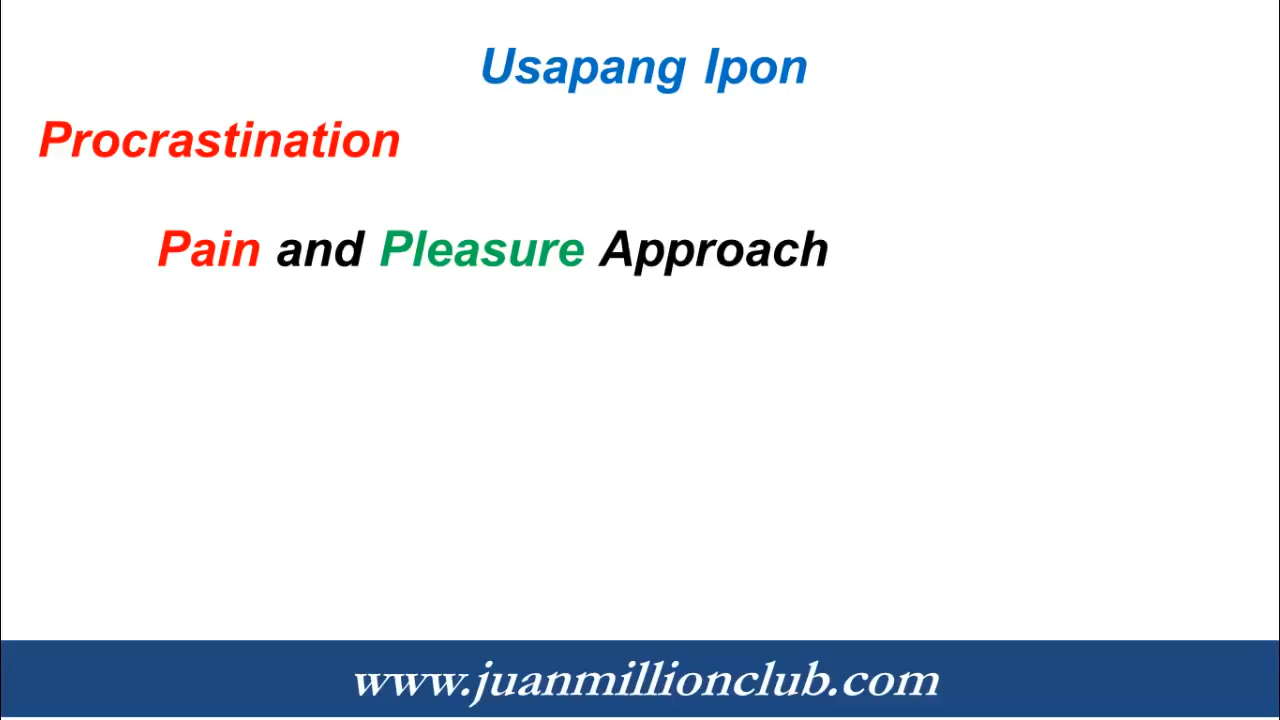 Usapang Ipon
Procrastination
Pain and Pleasure Approach
www.juanmillionclub.com